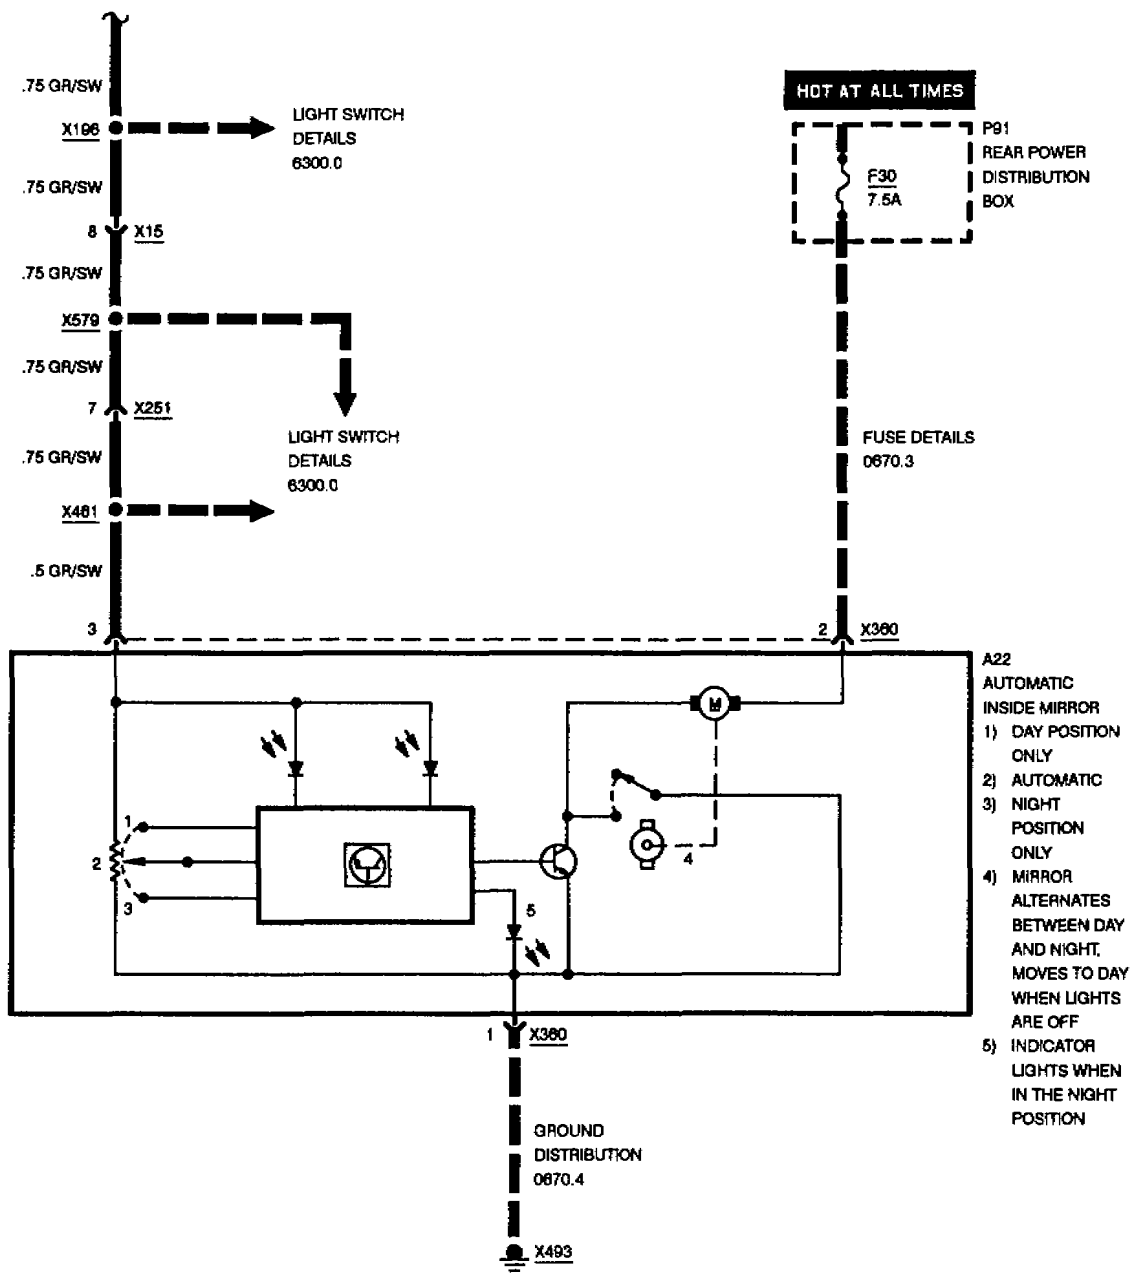 .75 GR/SW
X196
LIGHT SWITCH
DETAILS
6300.0
.75 GR/SW
8
X15
.75 GR/SW
X579
.75 GR/SW
7
X251
LIGHT SWITCH
DETAILS
6300.0
.75 GR/SW
X461
.5 GR/SW
3
HOT AT ALL TIMES
P91
REAR POWER
DISTRIBUTION
BOX
F30
7.5A
FUSE DETAILS
0670.3
2
X360
A22
AUTOMATIC
INSIDE MIRROR
1) DAY POSITION
ONLY
2) AUTOMATIC
3) NIGHT
POSITION
ONLY
4) MIRROR
ALTERNATES
BETWEEN DAY
AND NIGHT,
MOVES TO DAY
WHEN LIGHTS
ARE OFF
5) INDICATOR
LIGHTS WHEN
IN THE NIGHT
POSITION
M
1
2
3
4
5
1
X360
GROUND
DISTRIBUTION
0670.4
X493